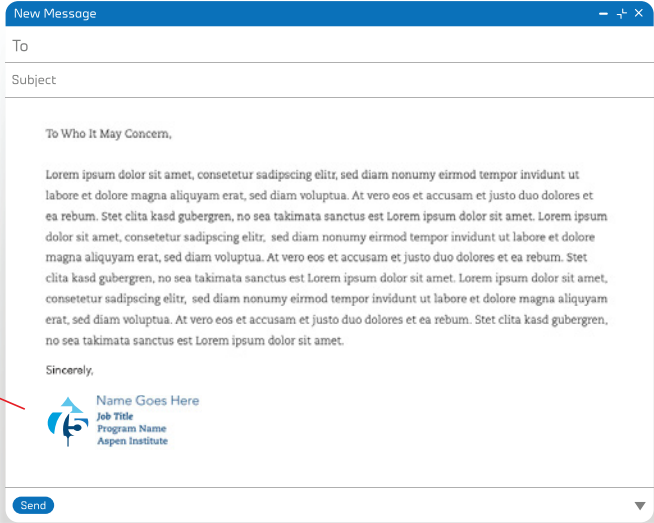 New Message
To
Subject
To Who It May Concern,
Lorem ipsum dolor sit amet, consetetur sadipscing elitr, sed diam nonumy eirmod tempor invidunt ut
labore et dolore magna aliquyam erat, sed diam voluptua. At vero eos et accusam et justo duo dolores et
ea rebum. Stet clita kasd gubergren, no sea takimata sanctus est Lorem ipsum dolor sit amet. Lorem ipsum
dolor sit amet, consetetur sadipscing elitr, sed diam nonumy eirmod tempor invidunt ut labore et dolore
magna aliquyam erat, sed diam voluptua. At vero eos et accusam et justo duo dolores et ea rebum. Stet
clita kasd gubergren, no sea takimata sanctus est Lorem ipsum dolor sit amet. Lorem ipsum dolor sit amet,
consetetur sadipscing elitr, sed diam nonumy eirmod tempor invidunt ut labore et dolore magna aliquyam
erat, sed diam voluptua. At vero eos et accusam et justo duo dolores et ea rebum. Stet clita kasd gubergren,
no sea takimata sanctus est Lorem ipsum dolor sit amet.
Sincerely,
75
Name Goes Here
Job Title
Program Name
Aspen Institute
Send